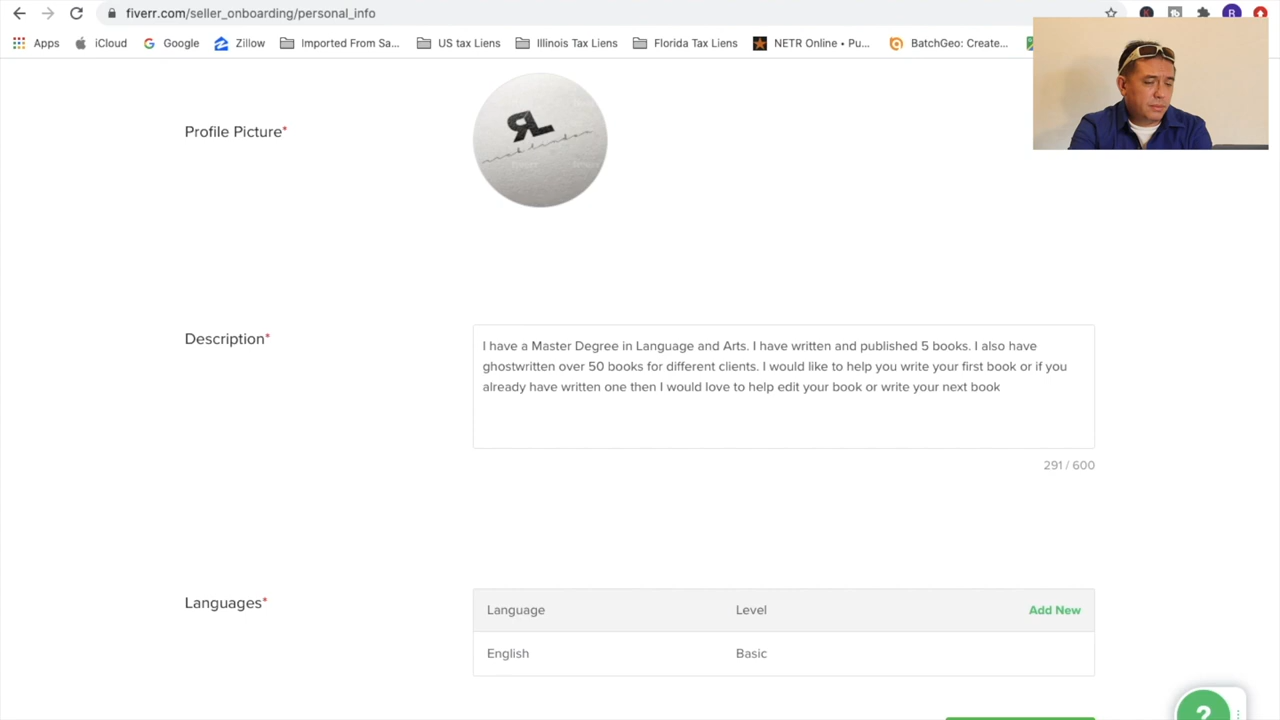 fiverr.com/seller_onboarding/personal_info
Apps iCloud Google Zillow Imported From Sa... US tax Liens Illinois Tax Liens Florida Tax Liens NETR Online • Pu... BatchGeo: Create...
Profile Picture*
RL
Description*
I have a Master Degree in Language and Arts. I have written and published 5 books. I also have
ghostwritten over 50 books for different clients. I would like to help you write your first book or if you
already have written one then I would love to help edit your book or write your next book
291 / 600
Languages*
Language Level Add New
English Basic
?